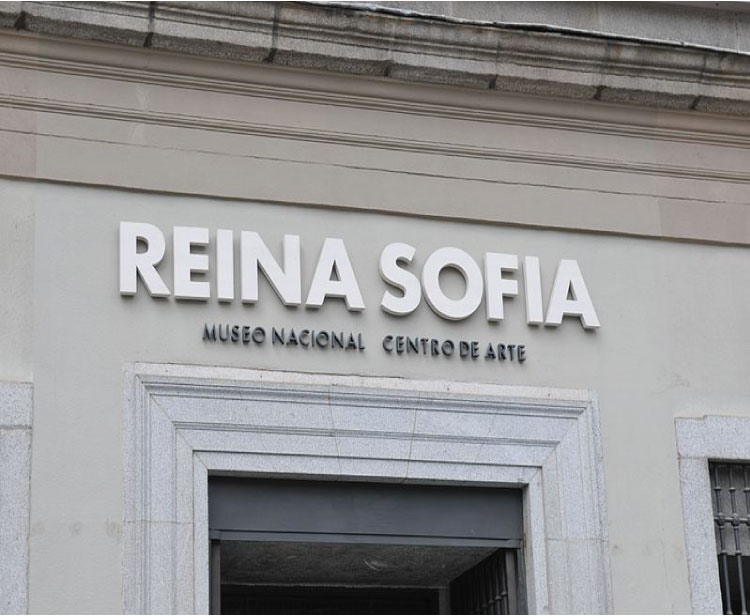 REINA SOFIA
MUSEO NACIONAL CENTRO DE ARTE